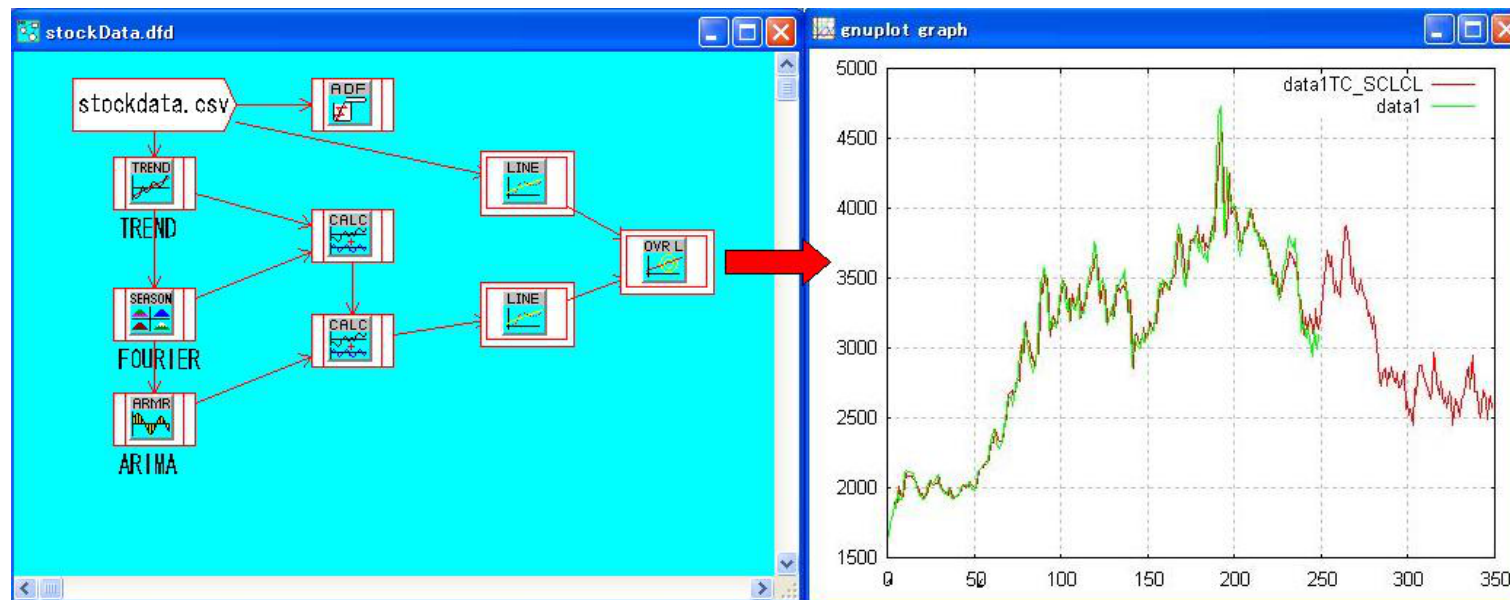 stockData.dfd
stockdata.csv
ADF
TREND
TREND
LINE
CALC
OVR L
SEASON
FOURIER
LINE
CALC
ARMR
ARIMA
gnuplot graph
data1TC_SCLCL
data1
5000
4500
4000
3500
3000
2500
2000
1500
0 50 100 150 200 250 300 350